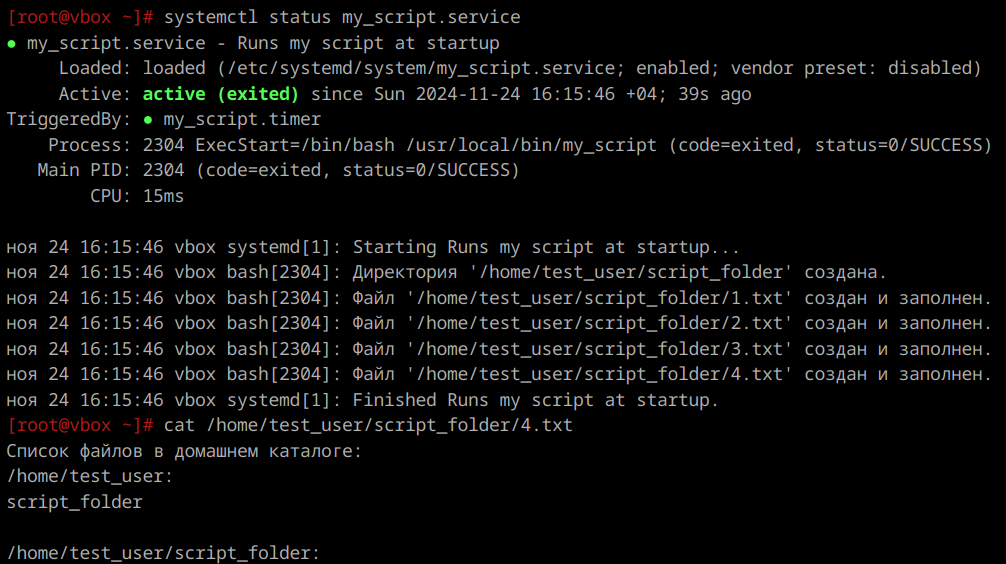 [root@vbox ~]# systemctl status my_script.service
● my_script.service - Runs my script at startup
Loaded: loaded (/etc/systemd/system/my_script.service; enabled; vendor preset: disabled)
Active: active (exited) since Sun 2024-11-24 16:15:46 +04; 39s ago
TriggeredBy: ● my_script.timer
Process: 2304 ExecStart=/bin/bash /usr/local/bin/my_script (code=exited, status=0/SUCCESS)
Main PID: 2304 (code=exited, status=0/SUCCESS)
CPU: 15ms
ноя 24 16:15:46 vbox systemd[1]: Starting Runs my script at startup...
ноя 24 16:15:46 vbox bash[2304]: Директория '/home/test_user/script_folder' создана.
ноя 24 16:15:46 vbox bash[2304]: Файл '/home/test_user/script_folder/1.txt' создан и заполнен.
ноя 24 16:15:46 vbox bash[2304]: Файл '/home/test_user/script_folder/2.txt' создан и заполнен.
ноя 24 16:15:46 vbox bash[2304]: Файл '/home/test_user/script_folder/3.txt' создан и заполнен.
ноя 24 16:15:46 vbox bash[2304]: Файл '/home/test_user/script_folder/4.txt' создан и заполнен.
ноя 24 16:15:46 vbox systemd[1]: Finished Runs my script at startup.
[root@vbox ~]# cat /home/test_user/script_folder/4.txt
Список файлов в домашнем каталоге:
/home/test_user:
script_folder
/home/test_user/script_folder: